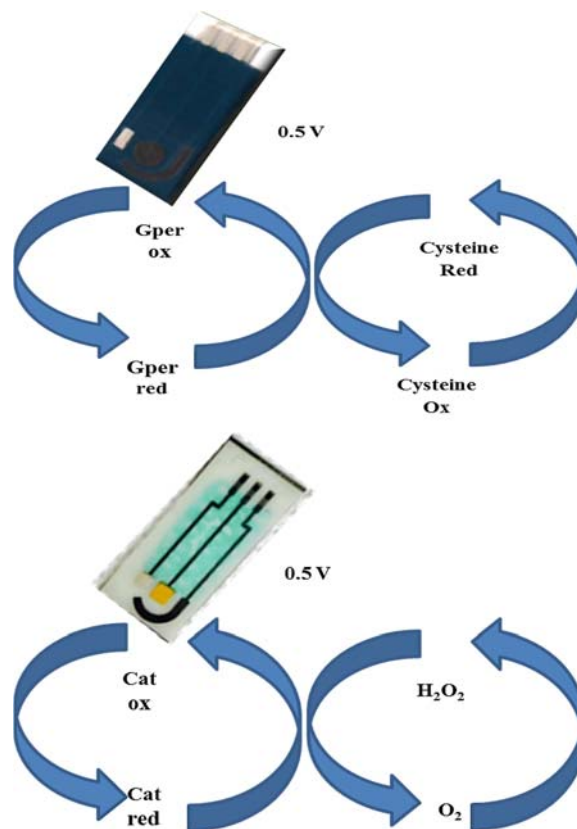 0.5 V
Gper
ox
Cysteine
Red
Gper
red
Cysteine
Ox
0.5 V
Cat
ox
H₂O₂
Cat
red
O₂